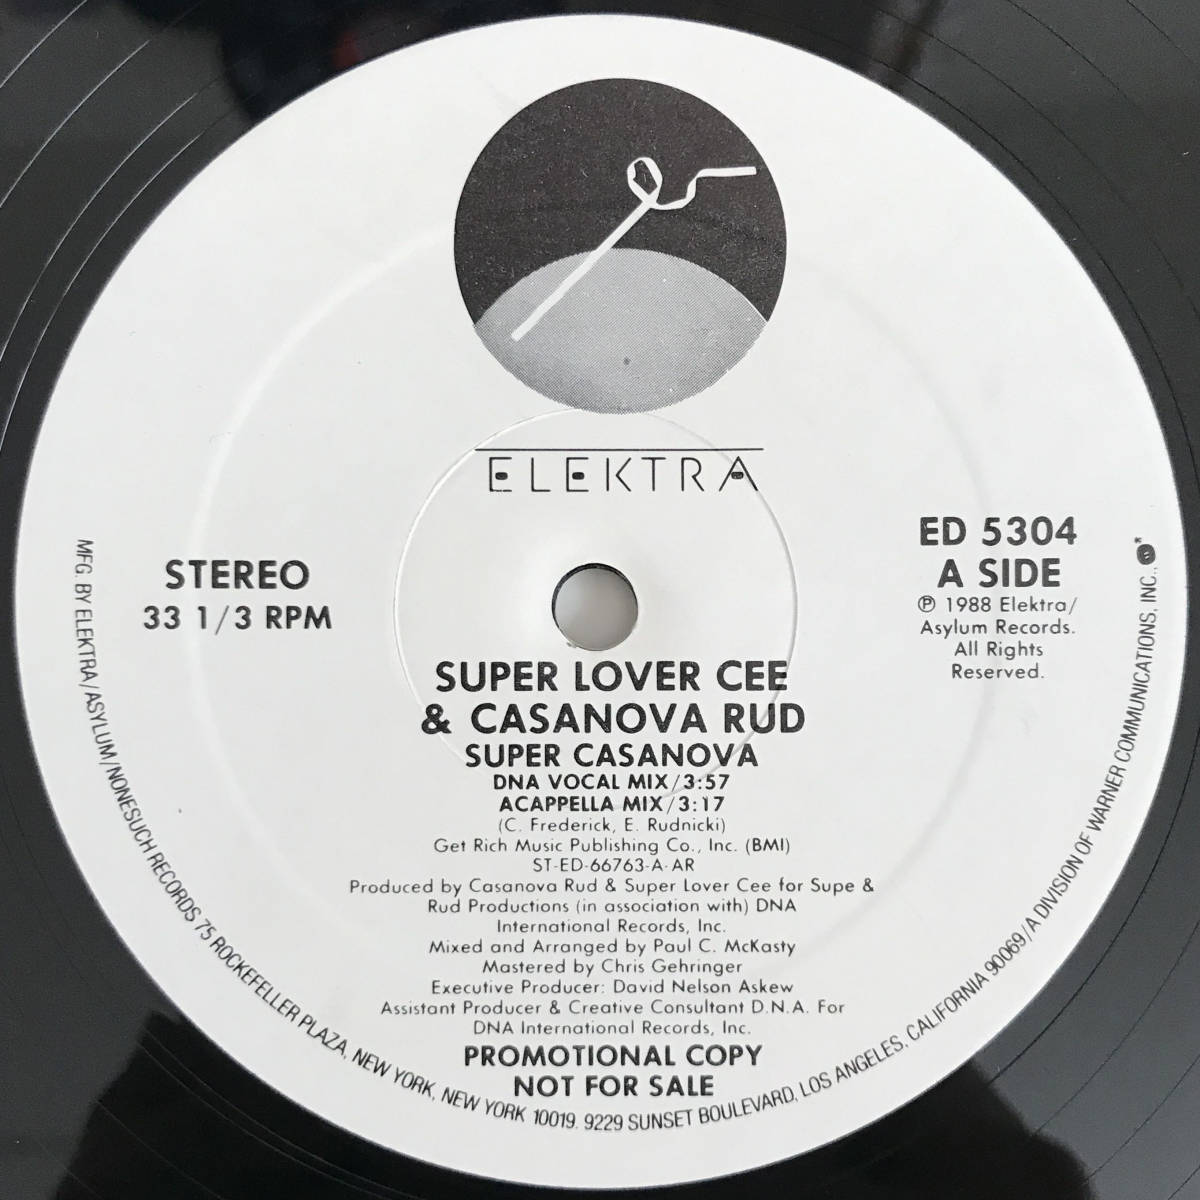 ELEKTRA
STEREO
33 1/3 RPM
ED 5304
A SIDE
℗ 1988 Elektra/
Asylum Records.
All Rights
Reserved.
SUPER LOVER CEE
& CASANOVA RUD
SUPER CASANOVA
DNA VOCAL MIX/3:57
ACAPPELLA MIX/3:17
(C. Frederick, E. Rudnicki)
Get Rich Music Publishing Co., Inc. (BMI)
ST-ED-66763-A-AR
Produced by Casanova Rud & Super Lover Cee for Supe &
Rud Productions (in association with) DNA
International Records, Inc.
Mixed and Arranged by Paul C. McKasty
Mastered by Chris Gehringer
Executive Producer: David Nelson Askew
Assistant Producer & Creative Consultant D.N.A. For
DNA International Records, Inc.
PROMOTIONAL COPY
NOT FOR SALE
MFG. BY ELEKTRA/ASYLUM/NONESUCH RECORDS, 75 ROCKEFELLER PLAZA, NEW YORK, NEW YORK 10019. 9229 SUNSET BOULEVARD, LOS ANGELES, CALIFORNIA 90069/A DIVISION OF WARNER COMMUNICATIONS, INC.,